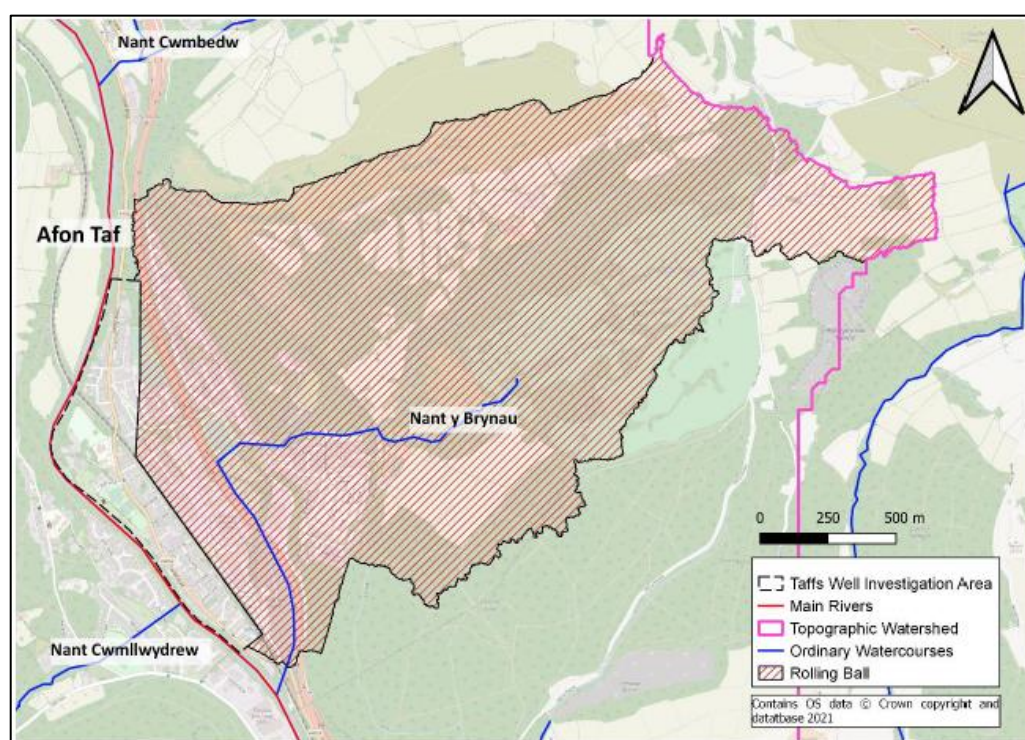 Nant Cwmbedw
Afon Taf
Nant y Brynau
Nant Cwmllwydrew
0 250 500 m
Taffs Well Investigation Area
Main Rivers
Topographic Watershed
Ordinary Watercourses
Rolling Ball
Contains OS data © Crown copyright and
datatbase 2021